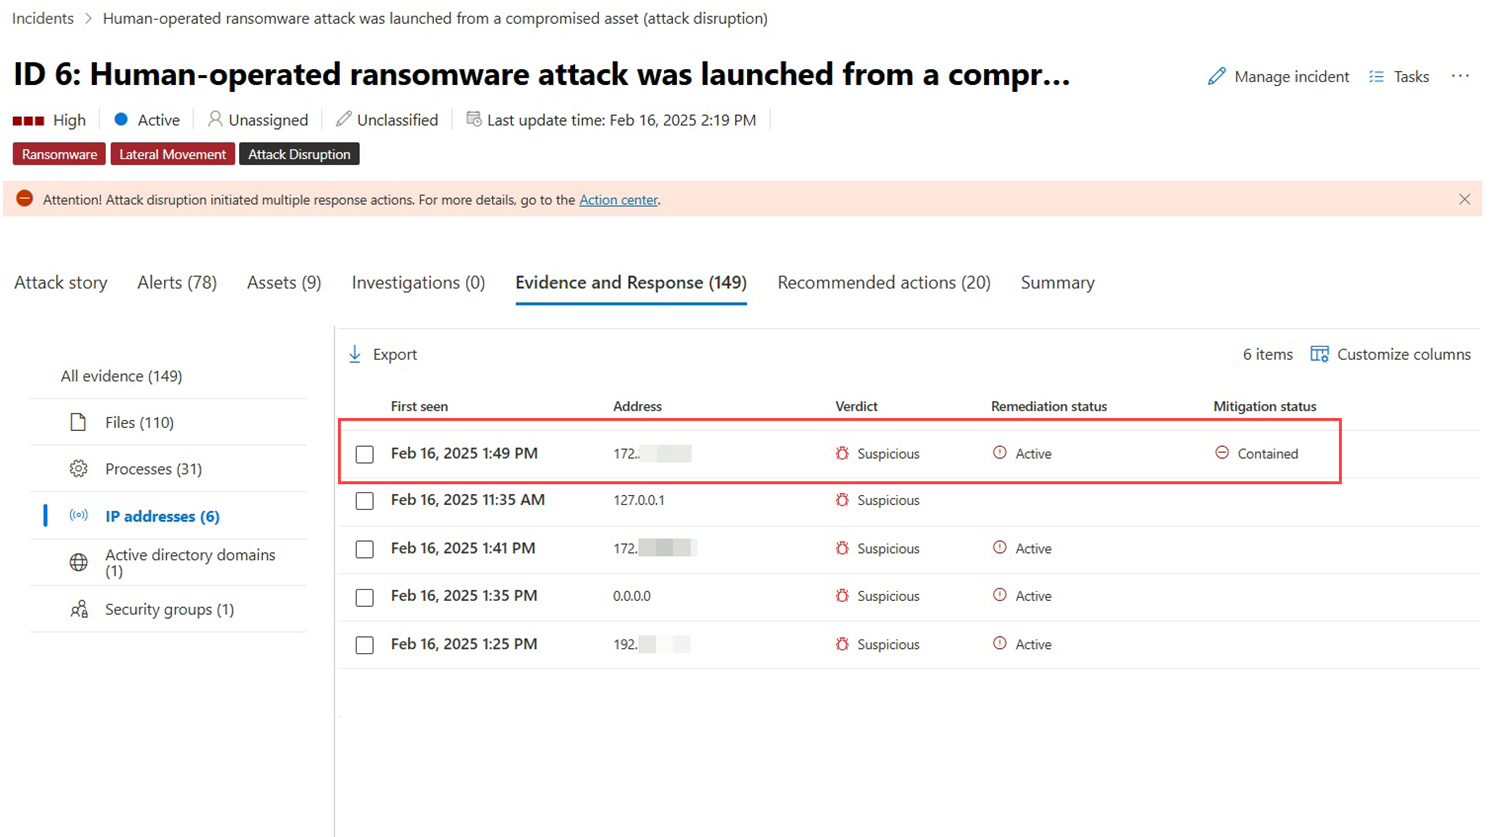 Incidents > Human-operated ransomware attack was launched from a compromised asset (attack disruption)
ID 6: Human-operated ransomware attack was launched from a compr...
Manage incident Tasks ...
High Active Unassigned Unclassified Last update time: Feb 16, 2025 2:19 PM
Ransomware Lateral Movement Attack Disruption
Attention! Attack disruption initiated multiple response actions. For more details, go to the Action center.
Attack story Alerts (78) Assets (9) Investigations (0) Evidence and Response (149) Recommended actions (20) Summary
All evidence (149)
Files (110)
Processes (31)
IP addresses (6)
Active directory domains
(1)
Security groups (1)
Export 6 items Customize columns
First seen Address Verdict Remediation status Mitigation status
Feb 16, 2025 1:49 PM 172. Suspicious Active Contained
Feb 16, 2025 11:35 AM 127.0.0.1 Suspicious
Feb 16, 2025 1:41 PM 172. Suspicious Active
Feb 16, 2025 1:35 PM 0.0.0.0 Suspicious Active
Feb 16, 2025 1:25 PM 192. Suspicious Active